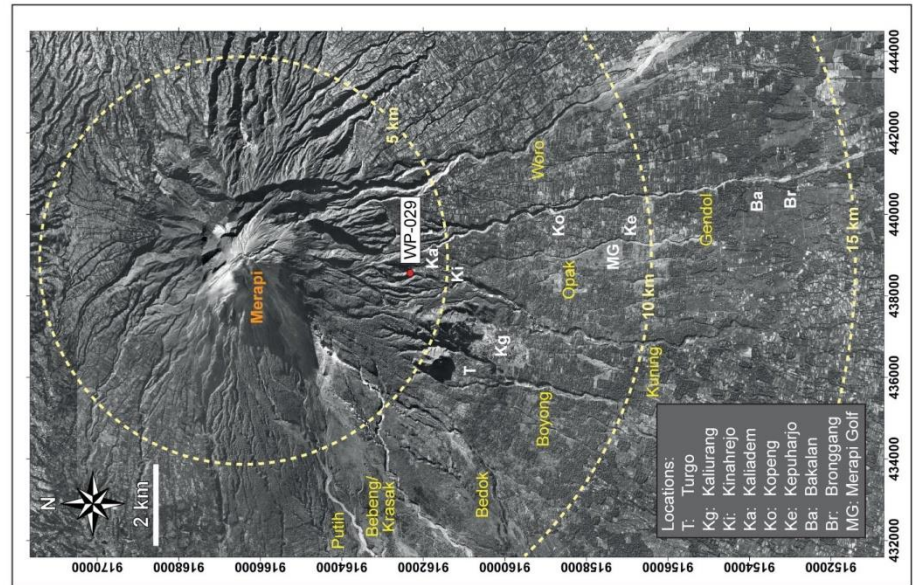 N
2 km
Merapi
5 km
Putih
Bebeng/
Krasak
WP-029
Ka
Ki
T
Kg
Bedok
Woro
Boyong
Opak
Ko
MG
Ke
10 km
Kuning
Gendol
Ba
Br
15 km
Locations:
T: Turgo
Kg: Kaliurang
Ki: Kinahrejo
Ka: Kaliadem
Ko: Kopeng
Ke: Kepuharjo
Ba: Bakalan
Br: Bronggang
MG: Merapi Golf
9170000
9168000
9166000
9164000
9162000
9160000
9158000
9156000
9154000
9152000
432000 434000 436000 438000 440000 442000 444000